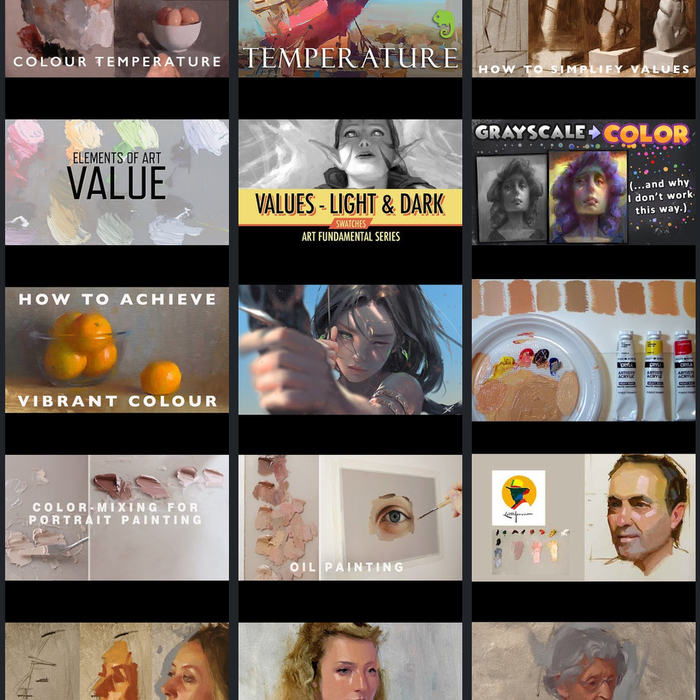 COLOUR TEMPERATURE
TEMPERATURE
HOW TO SIMPLIFY VALUES
ELEMENTS OF ART
VALUE
VALUES - LIGHT & DARK
SWATCHES
ART FUNDAMENTAL SERIES
GRAYSCALE → COLOR
(...and why
I don't work
this way.)
HOW TO ACHIEVE
VIBRANT COLOUR
COLOR-MIXING FOR
PORTRAIT PAINTING
OIL PAINTING